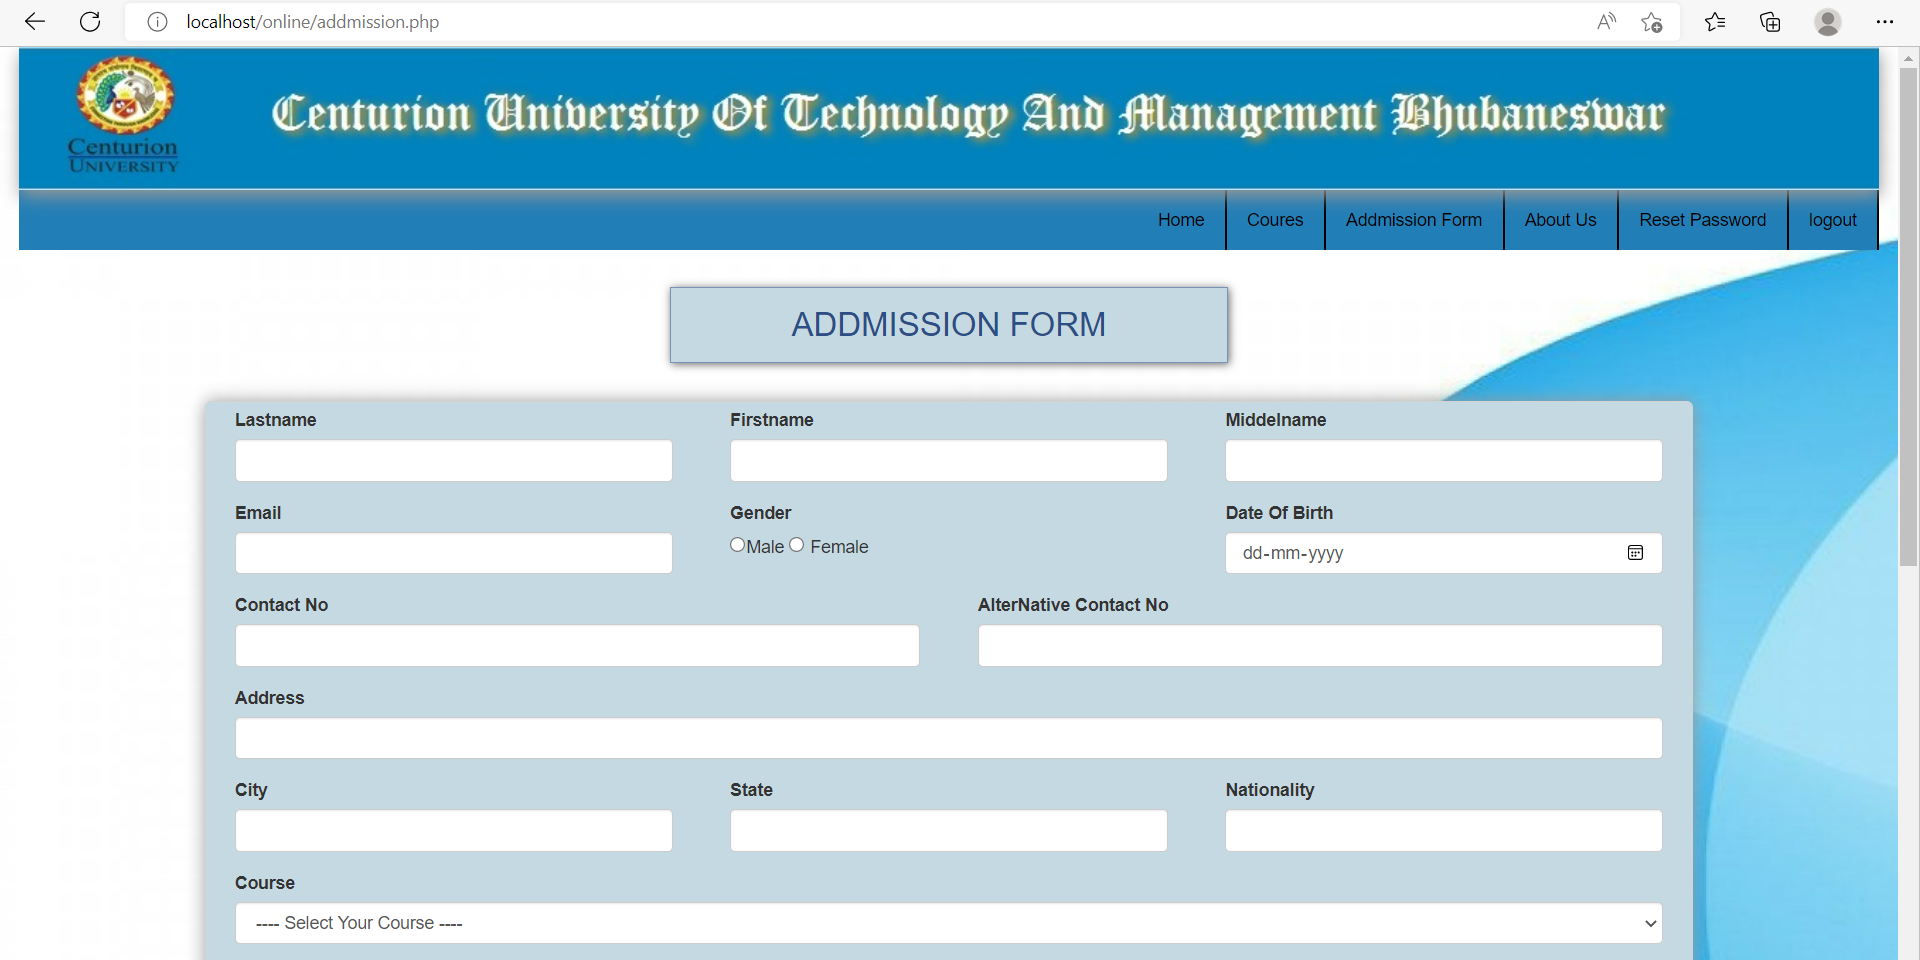 localhost/online/addmission.php
Centurion University Of Technology And Management Bhubaneswar
Centurion
UNIVERSITY
Home Coures Addmission Form About Us Reset Password logout
ADDMISSION FORM
Lastname Firstname Middelname
Email Gender Date Of Birth
Male Female dd-mm-yyyy
Contact No AlterNative Contact No
Address
City State Nationality
Course
---- Select Your Course ----